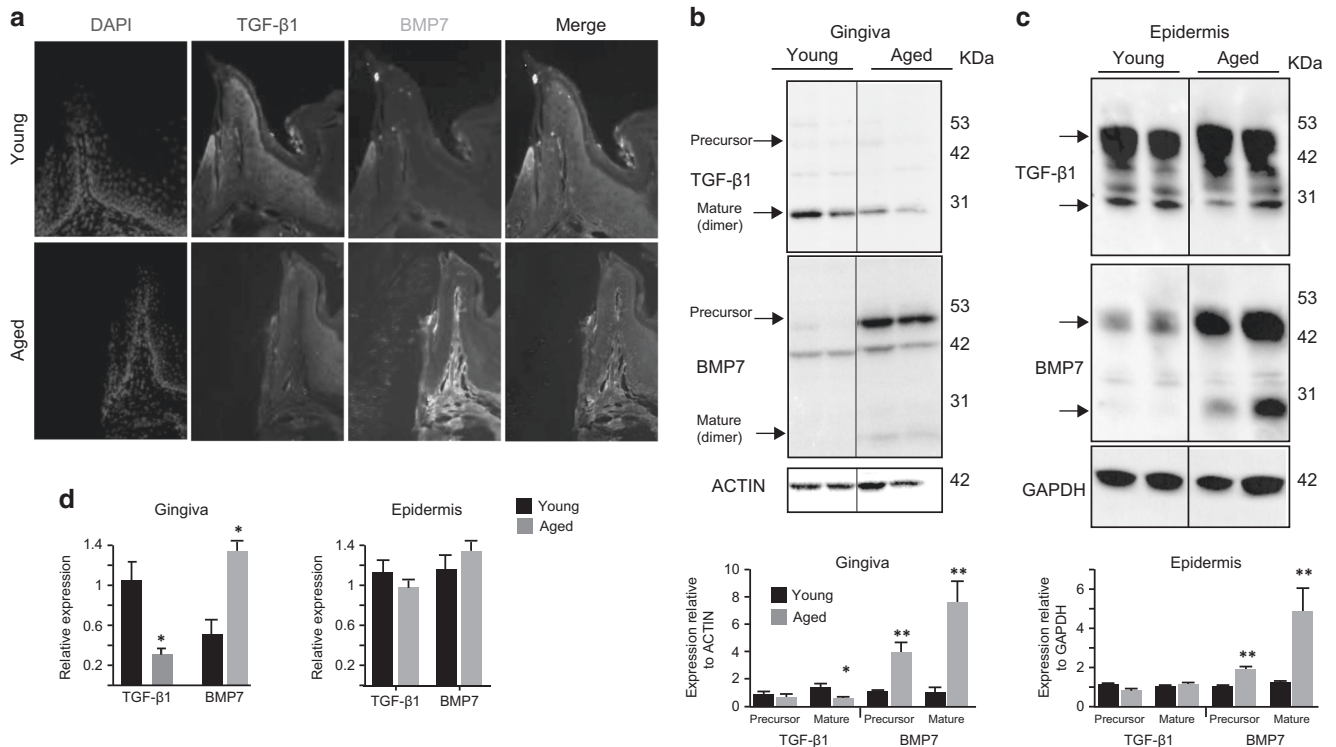 a
DAPI TGF-β1 BMP7 Merge
Young
Aged
b
Gingiva
Young Aged KDa
Precursor
TGF-β1
Mature
(dimer)
53
42
31
Precursor
BMP7
Mature
(dimer)
53
42
31
ACTIN 42
Gingiva
Expression relative
to ACTIN
10
8
6
4
2
0
Young
Aged
*
**
**
Precursor Mature Precursor Mature
TGF-β1 BMP7
c
Epidermis
Young Aged KDa
TGF-β1
53
42
31
BMP7
53
42
31
GAPDH 42
Epidermis
Expression relative
to GAPDH
6
4
2
0
**
**
Precursor Mature Precursor Mature
TGF-β1 BMP7
d
Gingiva
Relative expression
1.4
1
0.6
0.2
*
*
TGF-β1 BMP7
Epidermis
Relative expression
1.4
1
0.6
0.2
TGF-β1 BMP7
Young
Aged